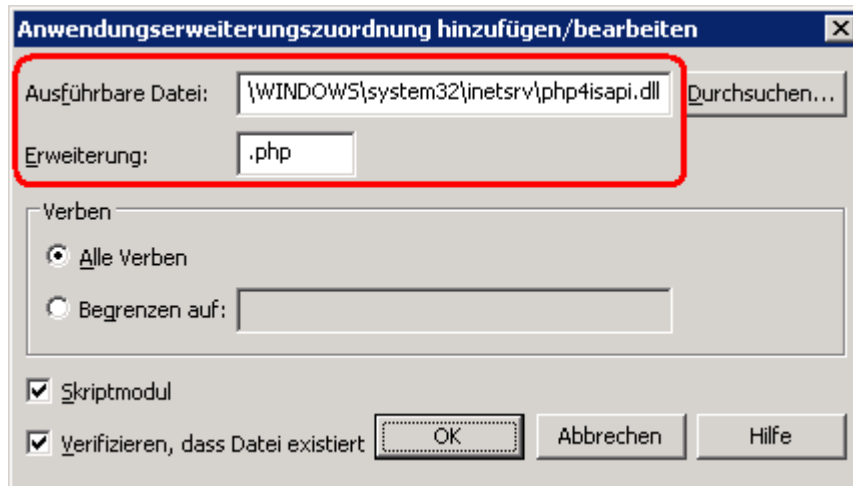 Anwendungserweiterungszuordnung hinzufügen/bearbeiten
Ausführbare Datei: \WINDOWS\system32\inetsrv\php4isapi.dll Durchsuchen...
Erweiterung: .php
Verben
Alle Verben
Begrenzen auf:
Skriptmodul
Verifizieren, dass Datei existiert OK Abbrechen Hilfe